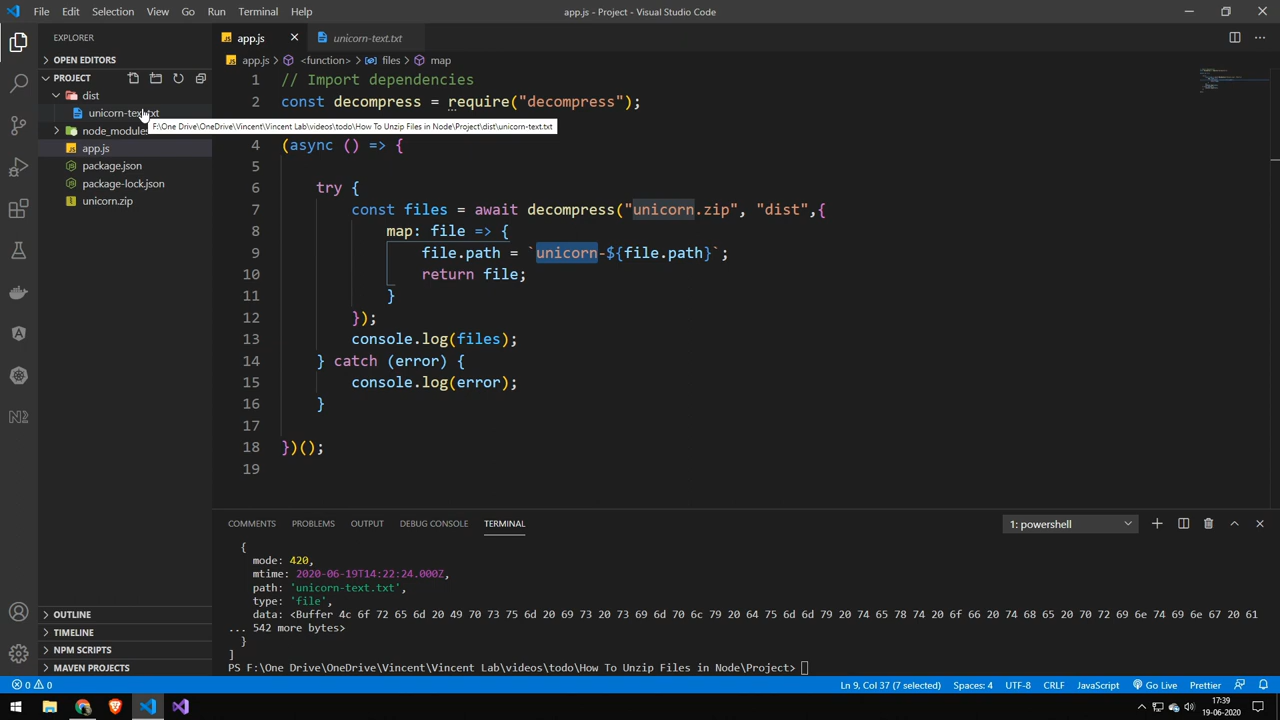 File Edit Selection View Go Run Terminal Help
app.js - Project - Visual Studio Code
EXPLORER
OPEN EDITORS
PROJECT
dist
unicorn-text.txt
node_modules
app.js
package.json
package-lock.json
unicorn.zip
F:\One Drive\OneDrive\Vincent\Vincent Lab\videos\todo\How To Unzip Files in Node\Project\dist\unicorn-text.txt
OUTLINE
TIMELINE
NPM SCRIPTS
MAVEN PROJECTS
app.js unicorn-text.txt
app.js > <function> > files > map
1 // Import dependencies
2 const decompress = require("decompress");
4 (async () => {
5
6 try {
7 const files = await decompress("unicorn.zip", "dist",{
8 map: file => {
9 file.path = `unicorn-${file.path}`;
10 return file;
11 }
12 });
13 console.log(files);
14 } catch (error) {
15 console.log(error);
16 }
17
18 })();
19
COMMENTS PROBLEMS OUTPUT DEBUG CONSOLE TERMINAL
1: powershell
{
mode: 420,
mtime: 2020-06-19T14:22:24.000Z,
path: 'unicorn-text.txt',
type: 'file',
data: <Buffer 4c 6f 72 65 6d 20 49 70 73 75 6d 20 69 73 20 73 69 6d 70 6c 79 20 64 75 6d 6d 79 20 74 65 78 74 20 6f 66 20 74 68 65 20 70 72 69 6e 74 69 6e 67 20 61
... 542 more bytes>
}
]
PS F:\One Drive\OneDrive\Vincent\Vincent Lab\videos\todo\How To Unzip Files in Node\Project>
0 0
Ln 9, Col 37 (7 selected) Spaces: 4 UTF-8 CRLF JavaScript Go Live Prettier
17:39
19-06-2020